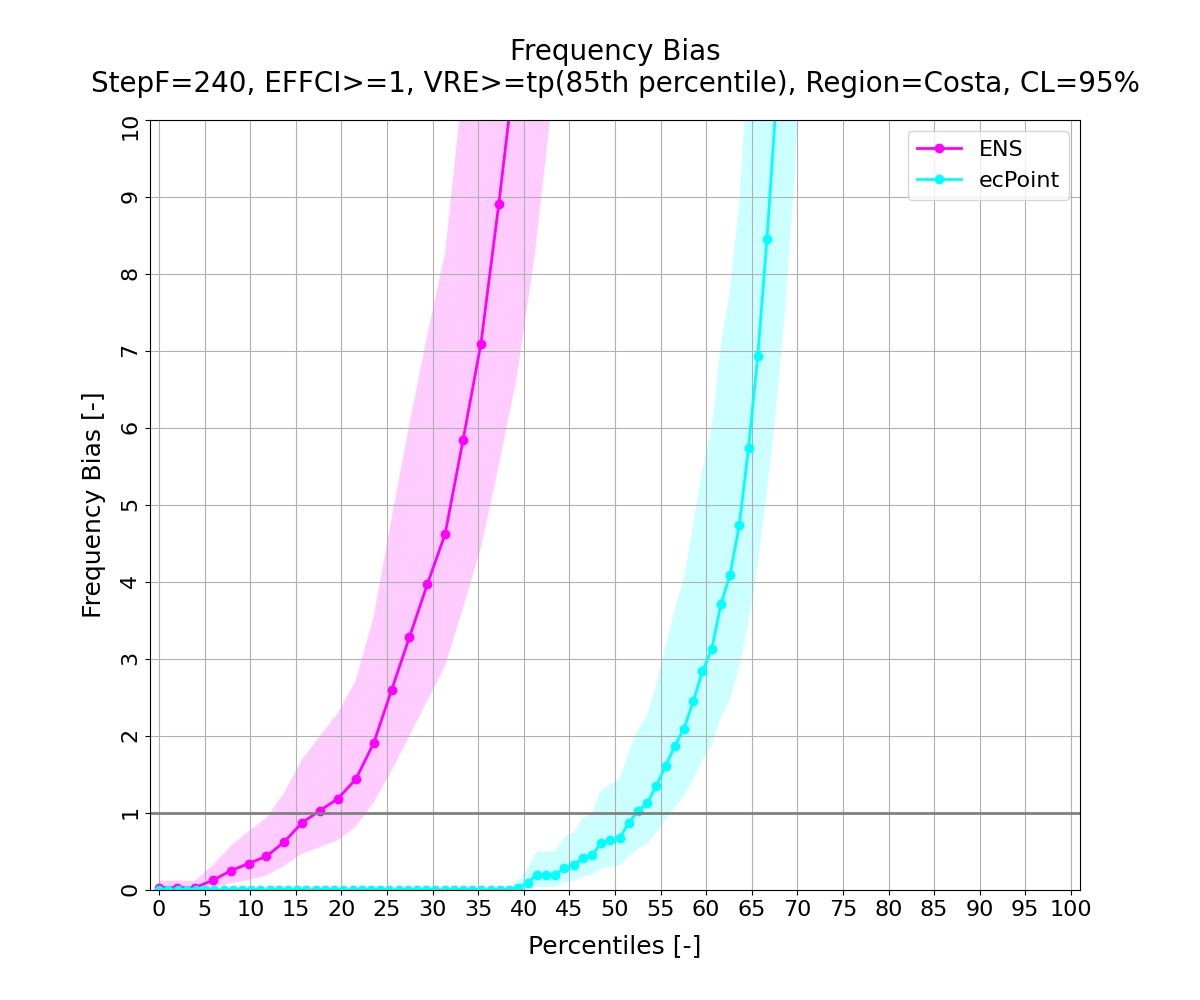 Frequency Bias
StepF=240, EFFCI>=1, VRE>=tp(85th percentile), Region=Costa, CL=95%
10
9
8
7
6
5
4
3
2
1
0
Frequency Bias [-]
ENS
ecPoint
0 5 10 15 20 25 30 35 40 45 50 55 60 65 70 75 80 85 90 95 100
Percentiles [-]